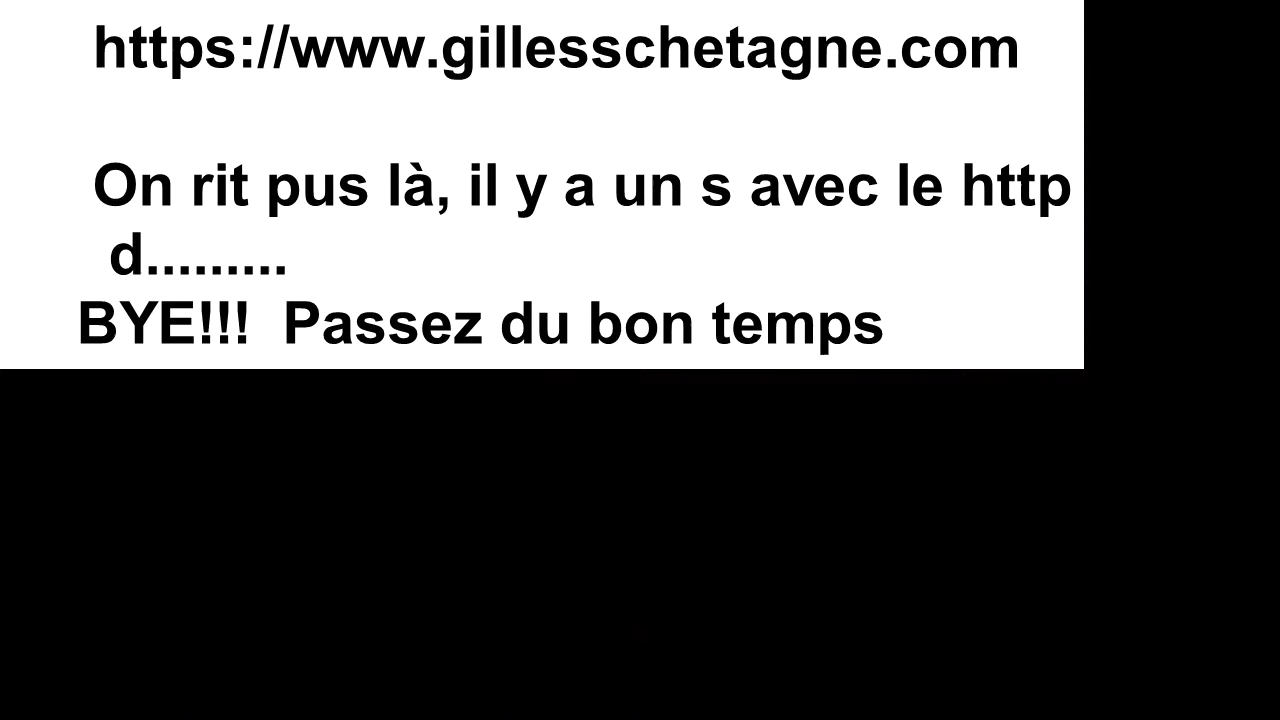 https://www.gillesschetagne.com
On rit pus là, il y a un s avec le http
d.........
BYE!!! Passez du bon temps